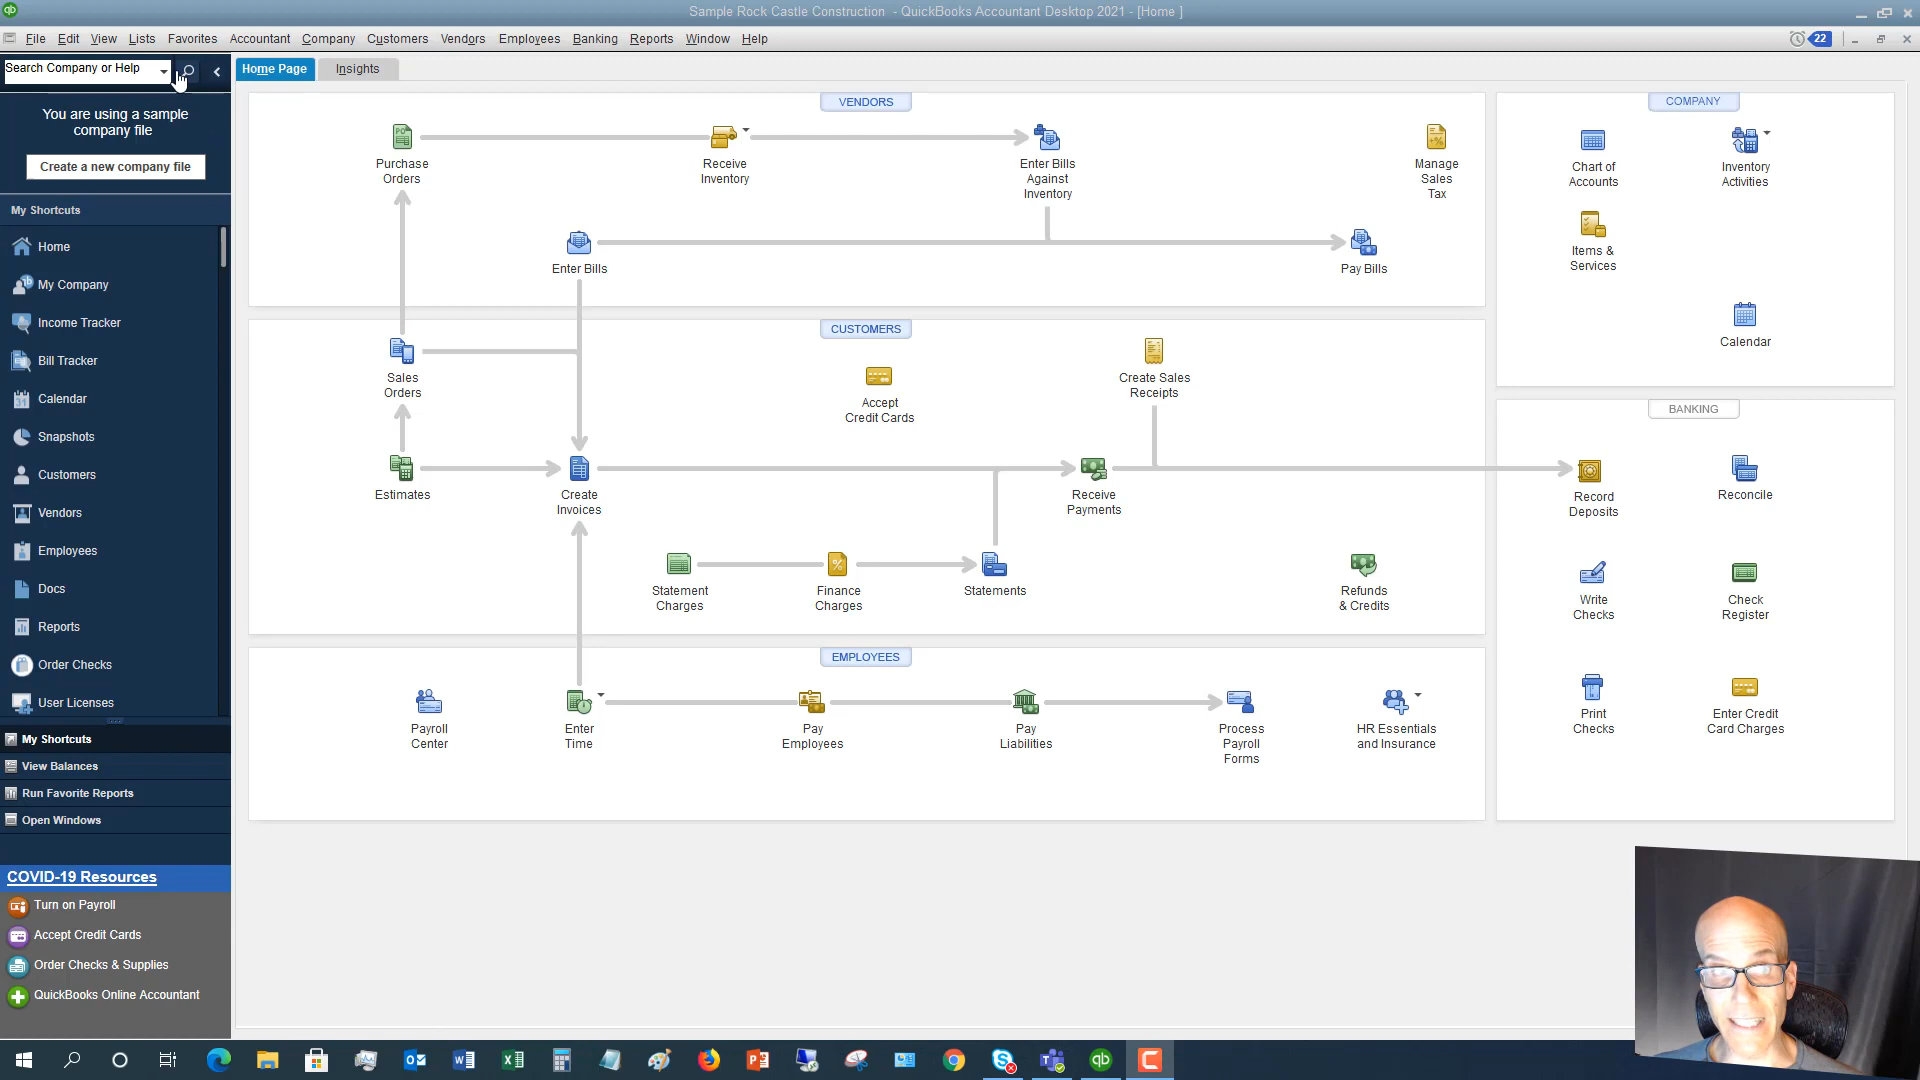 Sample Rock Castle Construction - QuickBooks Accountant Desktop 2021 - [Home ]
File Edit View Lists Favorites Accountant Company Customers Vendors Employees Banking Reports Window Help
22
Search Company or Help
Home Page Insights
You are using a sample
company file
Create a new company file
My Shortcuts
Home
My Company
Income Tracker
Bill Tracker
Calendar
Snapshots
Customers
Vendors
Employees
Docs
Reports
Order Checks
User Licenses
My Shortcuts
View Balances
Run Favorite Reports
Open Windows
COVID-19 Resources
Turn on Payroll
Accept Credit Cards
Order Checks & Supplies
QuickBooks Online Accountant
VENDORS
Purchase
Orders
Receive
Inventory
Enter Bills
Against
Inventory
Manage
Sales
Tax
Enter Bills
Pay Bills
CUSTOMERS
Sales
Orders
Accept
Credit Cards
Create Sales
Receipts
Estimates
Create
Invoices
Receive
Payments
Statement
Charges
Finance
Charges
Statements
Refunds
& Credits
EMPLOYEES
Payroll
Center
Enter
Time
Pay
Employees
Pay
Liabilities
Process
Payroll
Forms
HR Essentials
and Insurance
COMPANY
Chart of
Accounts
Inventory
Activities
Items &
Services
Calendar
BANKING
Record
Deposits
Reconcile
Write
Checks
Check
Register
Print
Checks
Enter Credit
Card Charges